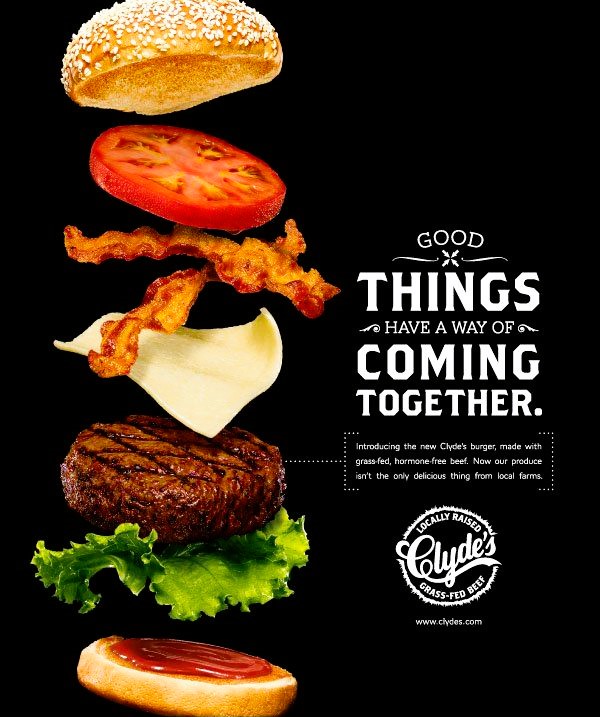 GOOD
THINGS
HAVE A WAY OF
COMING
TOGETHER.
Introducing the new Clyde's burger, made with
grass-fed, hormone-free beef. Now our produce
isn't the only delicious thing from local farms.
LOCALLY RAISED
Clyde's
GRASS-FED BEEF
www.clydes.com